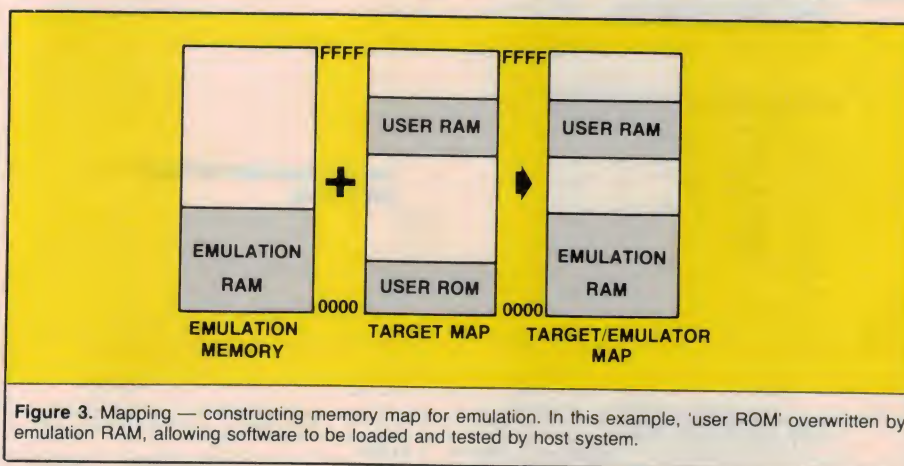 FFFF
FFFF
USER RAM
USER RAM
+
EMULATION
RAM
USER ROM
EMULATION
RAM
0000
0000
EMULATION
MEMORY
TARGET MAP
TARGET/EMULATOR
MAP
Figure 3. Mapping — constructing memory map for emulation. In this example, 'user ROM' overwritten by
emulation RAM, allowing software to be loaded and tested by host system.